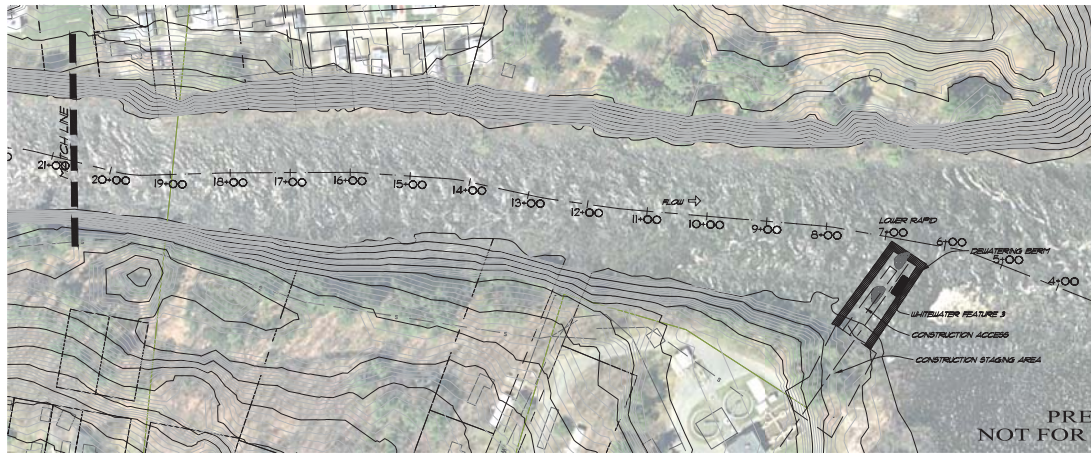 MATCH LINE
21+00
20+00
19+00
18+00
17+00
16+00
15+00
14+00
13+00
12+00
11+00
FLOW
10+00
9+00
8+00
LOWER RAPID
7+00
6+00
DEWATERING BERM
5+00
4+00
WHITEWATER FEATURE 3
CONSTRUCTION ACCESS
CONSTRUCTION STAGING AREA
PRE
NOT FOR